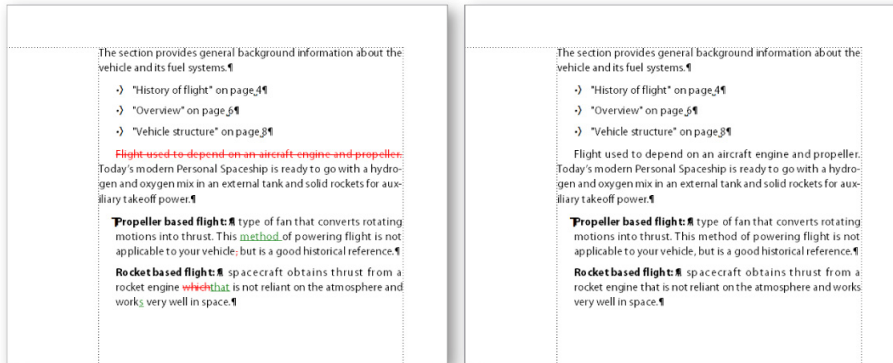 The section provides general background information about the
vehicle and its fuel systems.¶
"History of flight" on page 4¶
"Overview" on page 6¶
"Vehicle structure" on page 8¶
Flight used to depend on an aircraft engine and propeller.
Today's modern Personal Spaceship is ready to go with a hydro-
gen and oxygen mix in an external tank and solid rockets for aux-
iliary takeoff power.¶
Propeller based flight: ¶ A type of fan that converts rotating
motions into thrust. This method of powering flight is not
applicable to your vehicle, but is a good historical reference.¶
Rocket based flight: ¶ A spacecraft obtains thrust from a
rocket engine whichthat is not reliant on the atmosphere and
works very well in space.¶
The section provides general background information about the
vehicle and its fuel systems.¶
"History of flight" on page 4¶
"Overview" on page 6¶
"Vehicle structure" on page 8¶
Flight used to depend on an aircraft engine and propeller.
Today's modern Personal Spaceship is ready to go with a hydro-
gen and oxygen mix in an external tank and solid rockets for aux-
iliary takeoff power.¶
Propeller based flight: ¶ A type of fan that converts rotating
motions into thrust. This method of powering flight is not
applicable to your vehicle, but is a good historical reference.¶
Rocket based flight: ¶ A spacecraft obtains thrust from a
rocket engine that is not reliant on the atmosphere and works
very well in space.¶